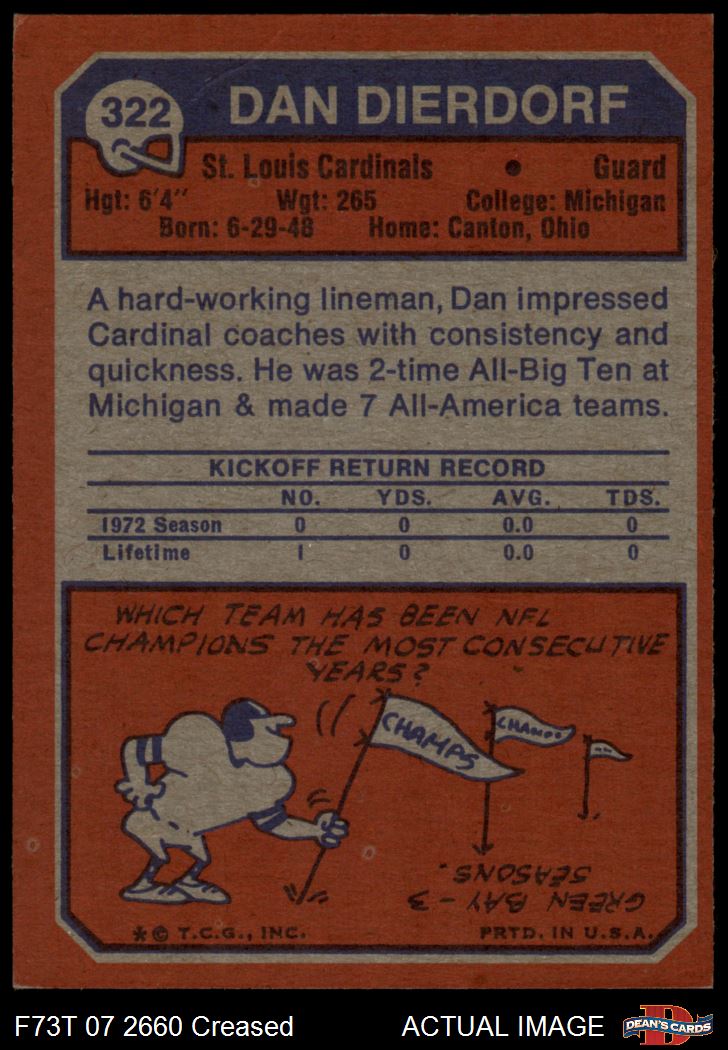 322
DAN DIERDORF
St. Louis Cardinals • Guard
Hgt: 6'4" Wgt: 265 College: Michigan
Born: 6-29-48 Home: Canton, Ohio
A hard-working lineman, Dan impressed
Cardinal coaches with consistency and
quickness. He was 2-time All-Big Ten at
Michigan & made 7 All-America teams.
KICKOFF RETURN RECORD
NO. YDS. AVG. TDS.
1972 Season 0 0 0.0 0
Lifetime 1 0 0.0 0
WHICH TEAM HAS BEEN NFL
CHAMPIONS THE MOST CONSECUTIVE
YEARS?
CHAMPS
GREEN BAY - 3
SEASONS.
* © T.C.G., INC. PRTD. IN U.S.A.
F73T 07 2660 Creased ACTUAL IMAGE
DEAN'S CARDS